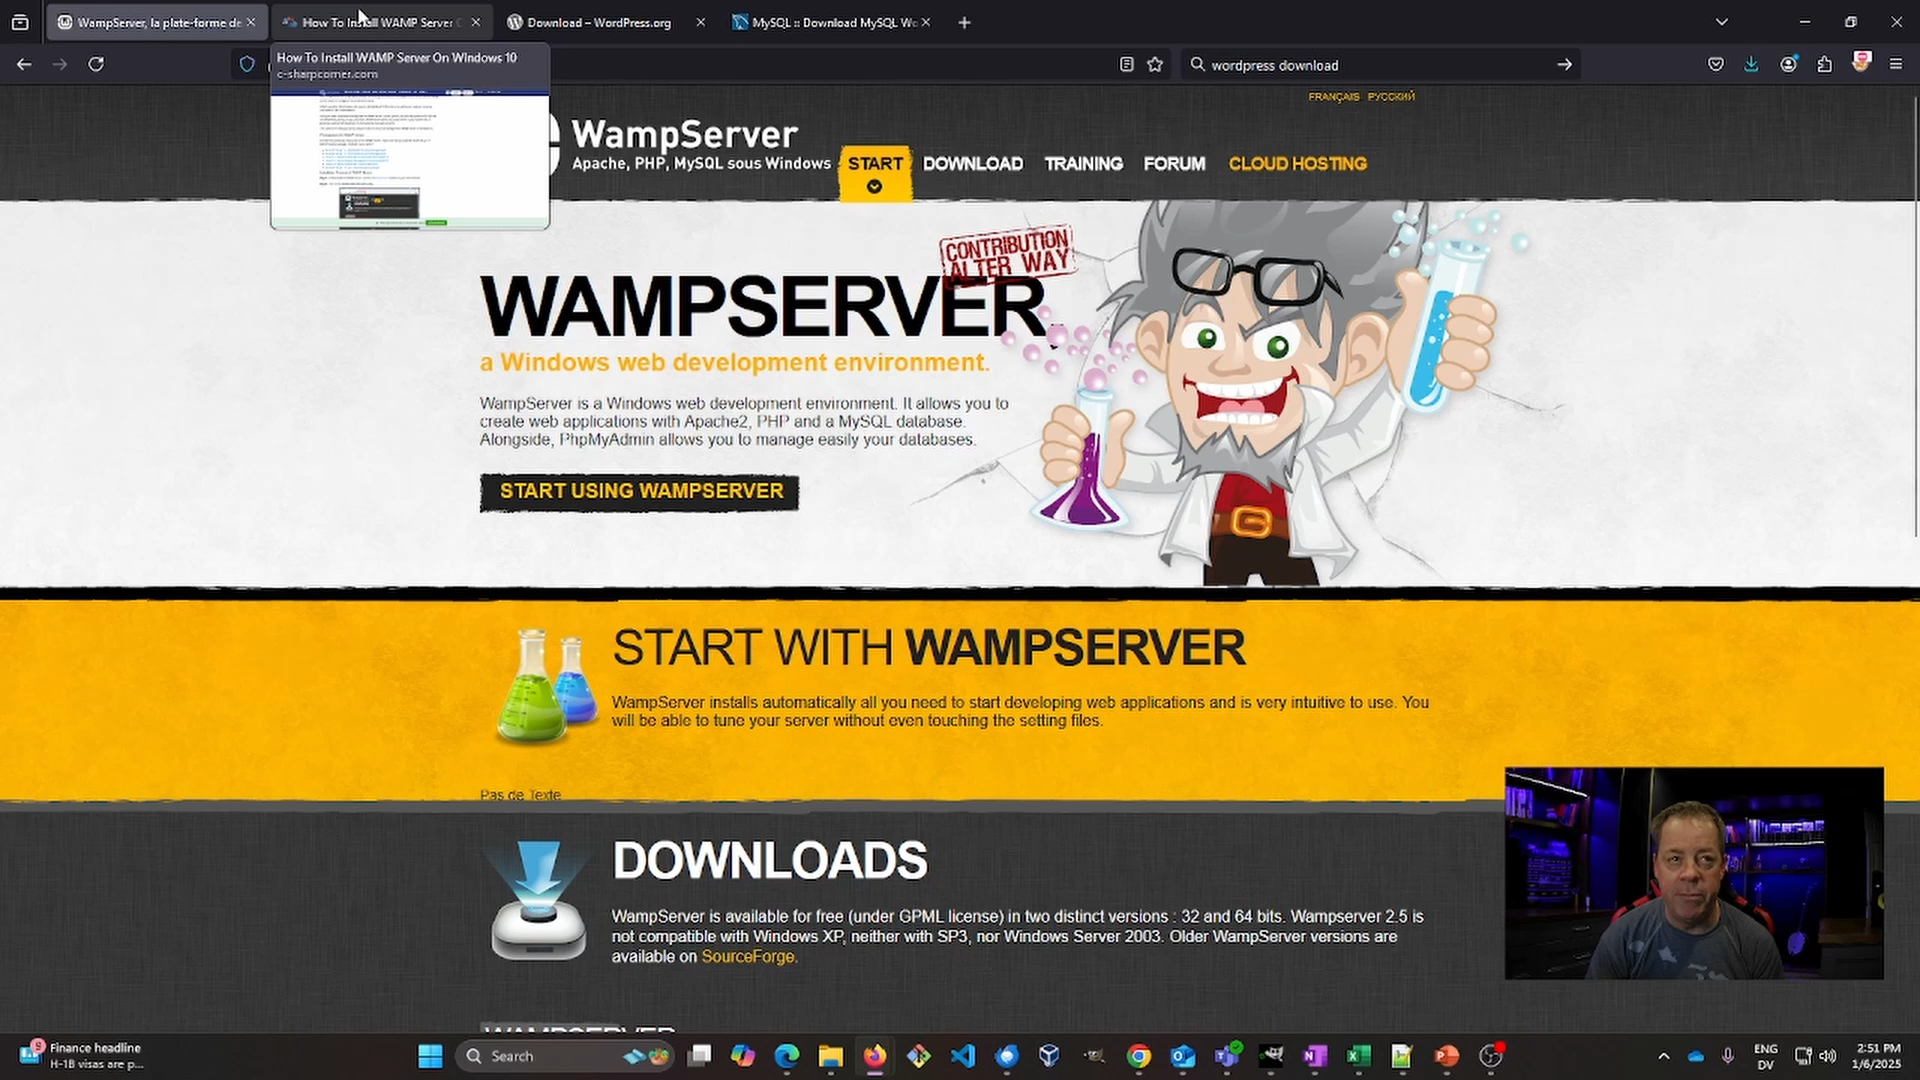 WampServer, la plate-forme de
How To Install WAMP Server
Download – WordPress.org
MySQL :: Download MySQL Wo
How To Install WAMP Server On Windows 10
c-sharpcorner.com
wordpress download
FRANÇAIS РУССКИЙ
WampServer
Apache, PHP, MySQL sous Windows
START
DOWNLOAD
TRAINING
FORUM
CLOUD HOSTING
CONTRIBUTION
ALTER WAY
WAMPSERVER
a Windows web development environment.
WampServer is a Windows web development environment. It allows you to
create web applications with Apache2, PHP and a MySQL database.
Alongside, PhpMyAdmin allows you to manage easily your databases.
START USING WAMPSERVER
START WITH WAMPSERVER
WampServer installs automatically all you need to start developing web applications and is very intuitive to use. You
will be able to tune your server without even touching the setting files.
Pas de Texte
DOWNLOADS
WampServer is available for free (under GPML license) in two distinct versions : 32 and 64 bits. Wampserver 2.5 is
not compatible with Windows XP, neither with SP3, nor Windows Server 2003. Older WampServer versions are
available on SourceForge.
WAMPSERVER
Finance headline
H-1B visas are p...
Search
ENG
DV
2:51 PM
1/6/2025